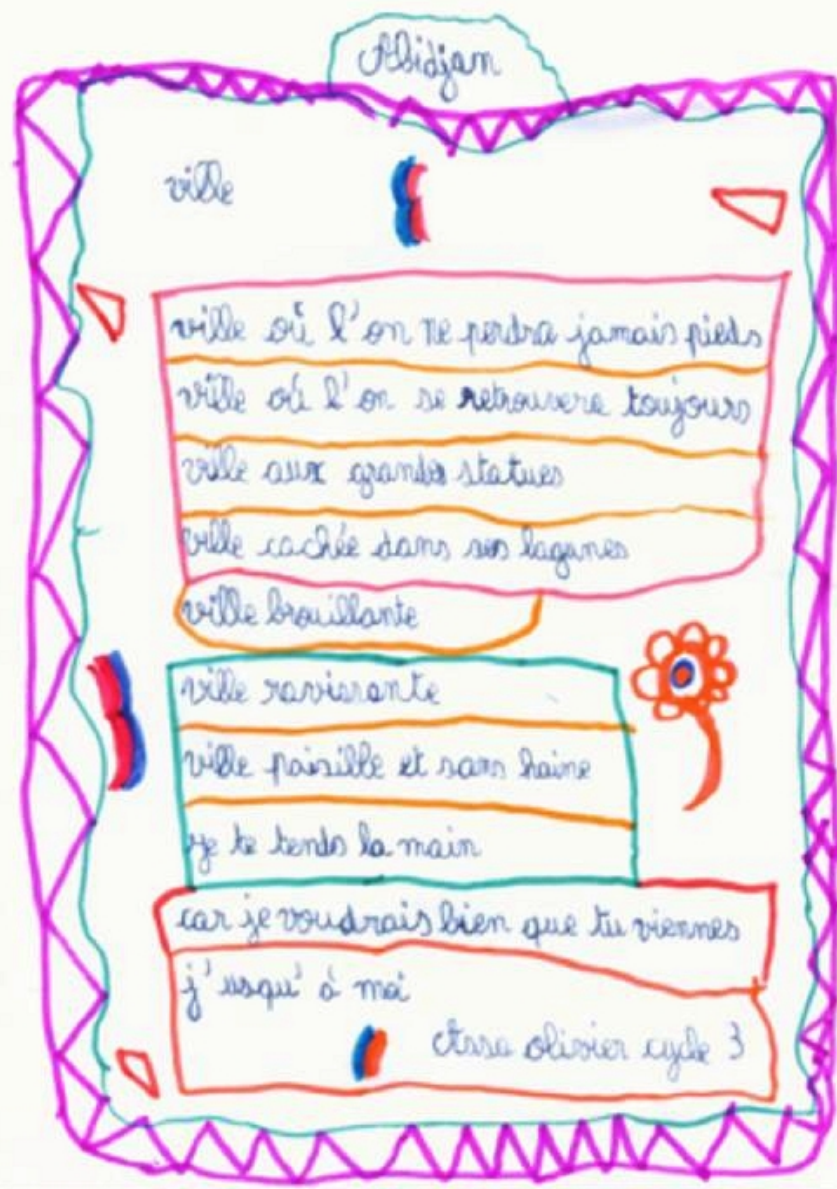 Abidjan
ville
ville où l'on ne perdra jamais pieds
ville où l'on se retrouvera toujours
ville aux grandes statues
ville cachée dans ses lagunes
ville brouillante
ville ravissante
ville paisible et sans haine
je te tends la main
car je voudrais bien que tu viennes
j'usqu'à moi
olivier cycle 3